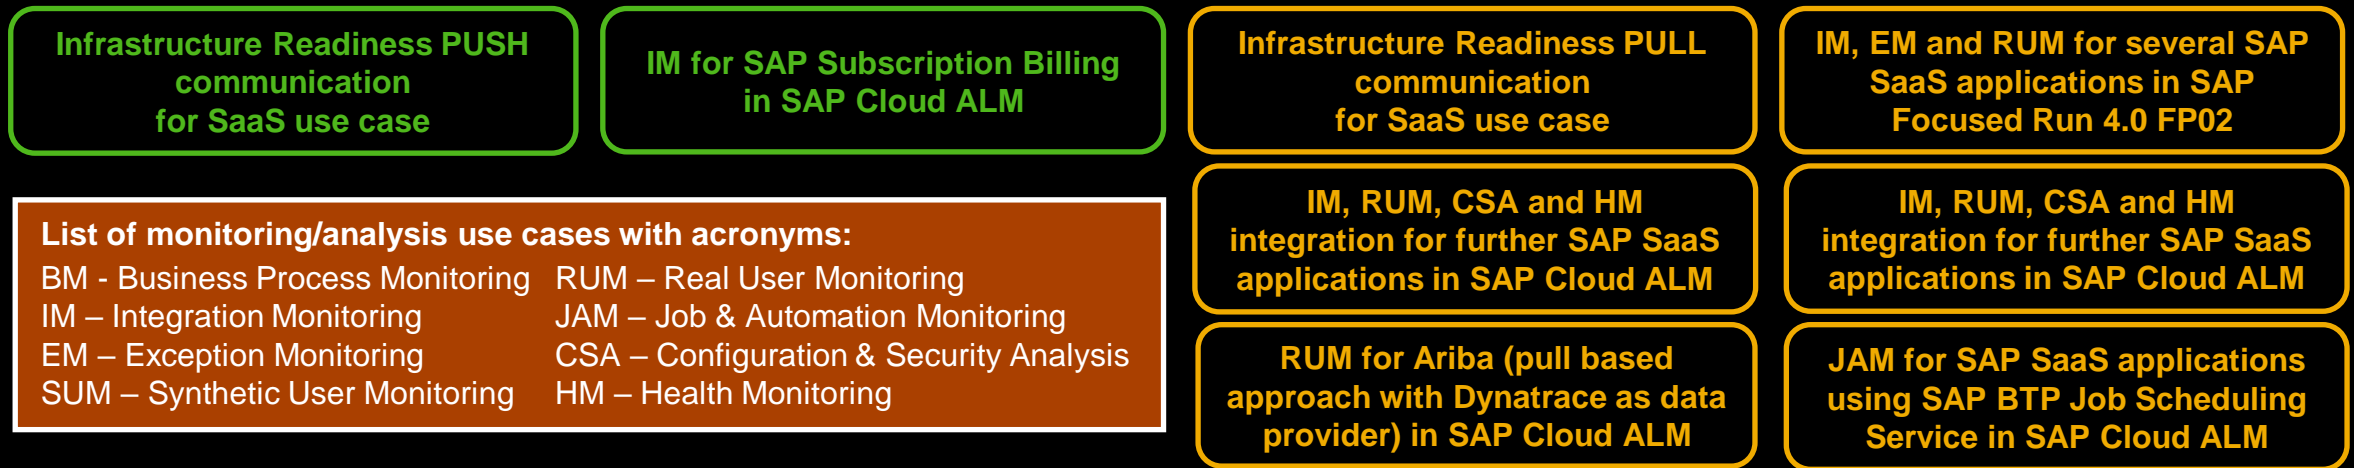 Infrastructure Readiness PUSH
communication
for SaaS use case
IM for SAP Subscription Billing
in SAP Cloud ALM
Infrastructure Readiness PULL
communication
for SaaS use case
IM, EM and RUM for several SAP
SaaS applications in SAP
Focused Run 4.0 FP02
List of monitoring/analysis use cases with acronyms:
BM - Business Process Monitoring
IM – Integration Monitoring
EM – Exception Monitoring
SUM – Synthetic User Monitoring
RUM – Real User Monitoring
JAM – Job & Automation Monitoring
CSA – Configuration & Security Analysis
HM – Health Monitoring
IM, RUM, CSA and HM
integration for further SAP SaaS
applications in SAP Cloud ALM
IM, RUM, CSA and HM
integration for further SAP SaaS
applications in SAP Cloud ALM
RUM for Ariba (pull based
approach with Dynatrace as data
provider) in SAP Cloud ALM
JAM for SAP SaaS applications
using SAP BTP Job Scheduling
Service in SAP Cloud ALM